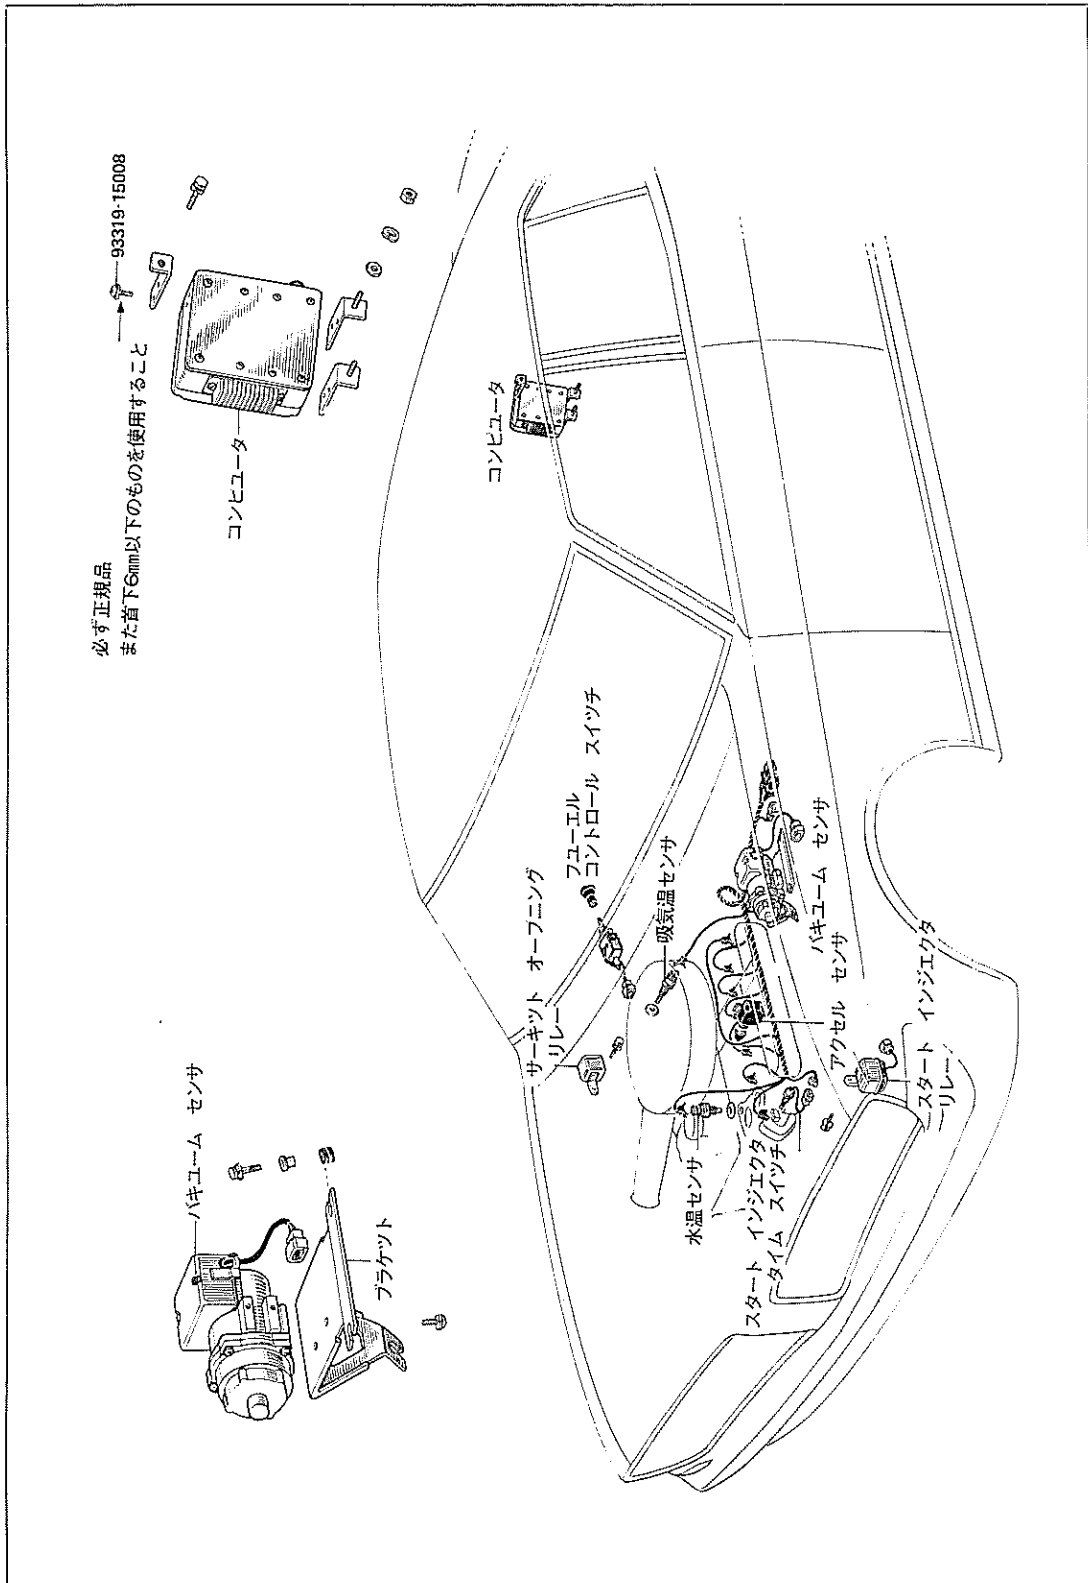 必ず正規品
また首下6mm以下のものを使用すること
93319-15008
コンピュータ
コンピュータ
バキューム センサ
ブラケット
サーキット オープニング
リレー
フューエル
コントロール スイッチ
吸気温センサ
水温センサ
スタート インジェクタ
タイム スイッチ
バキューム センサ
アクセル センサ
スタート インジェクタ
リレー